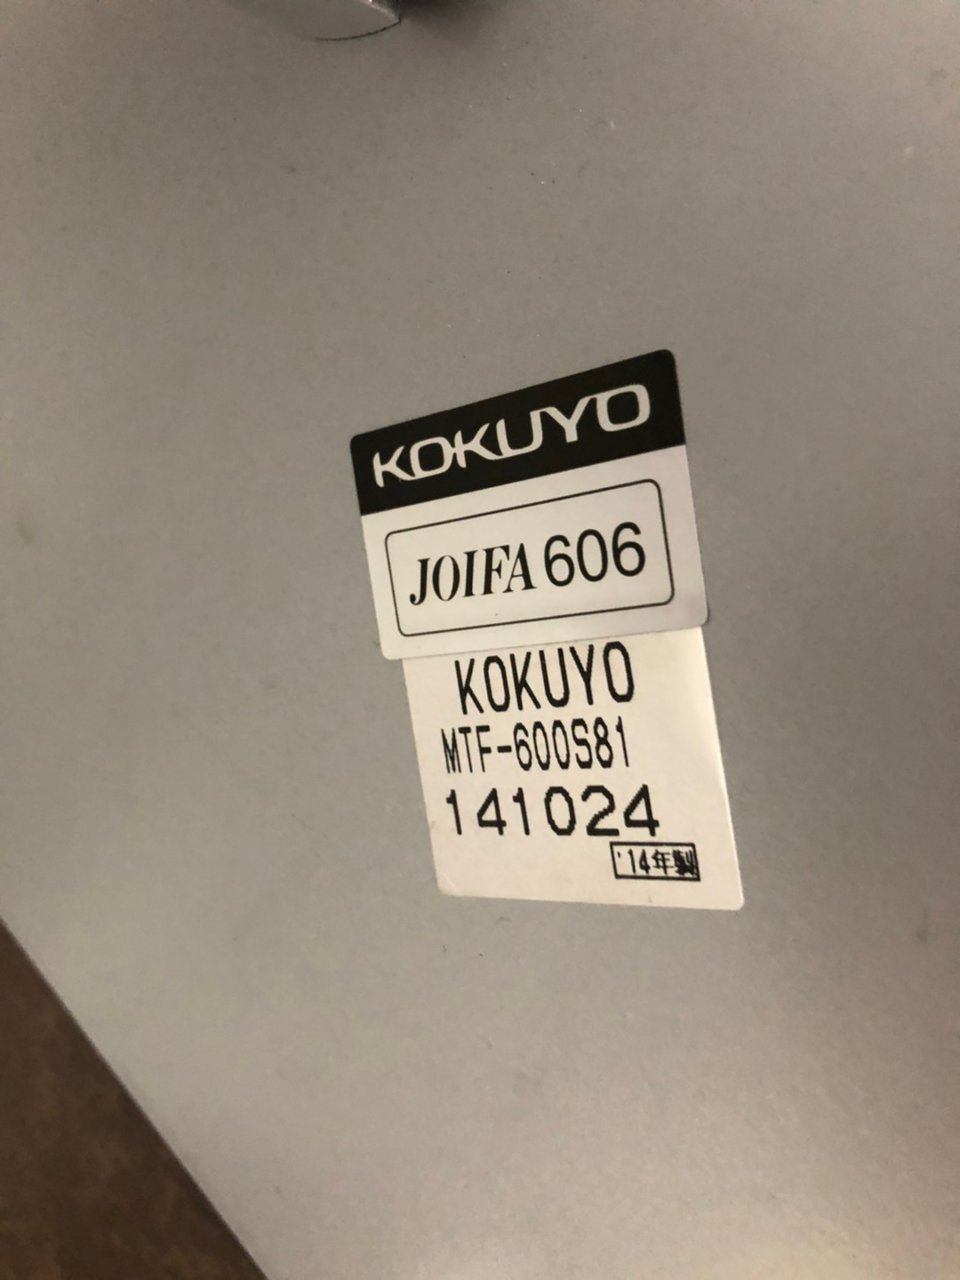 KOKUYO
JOIFA 606
KOKUYO
MTF-600S81
141024
'14年製